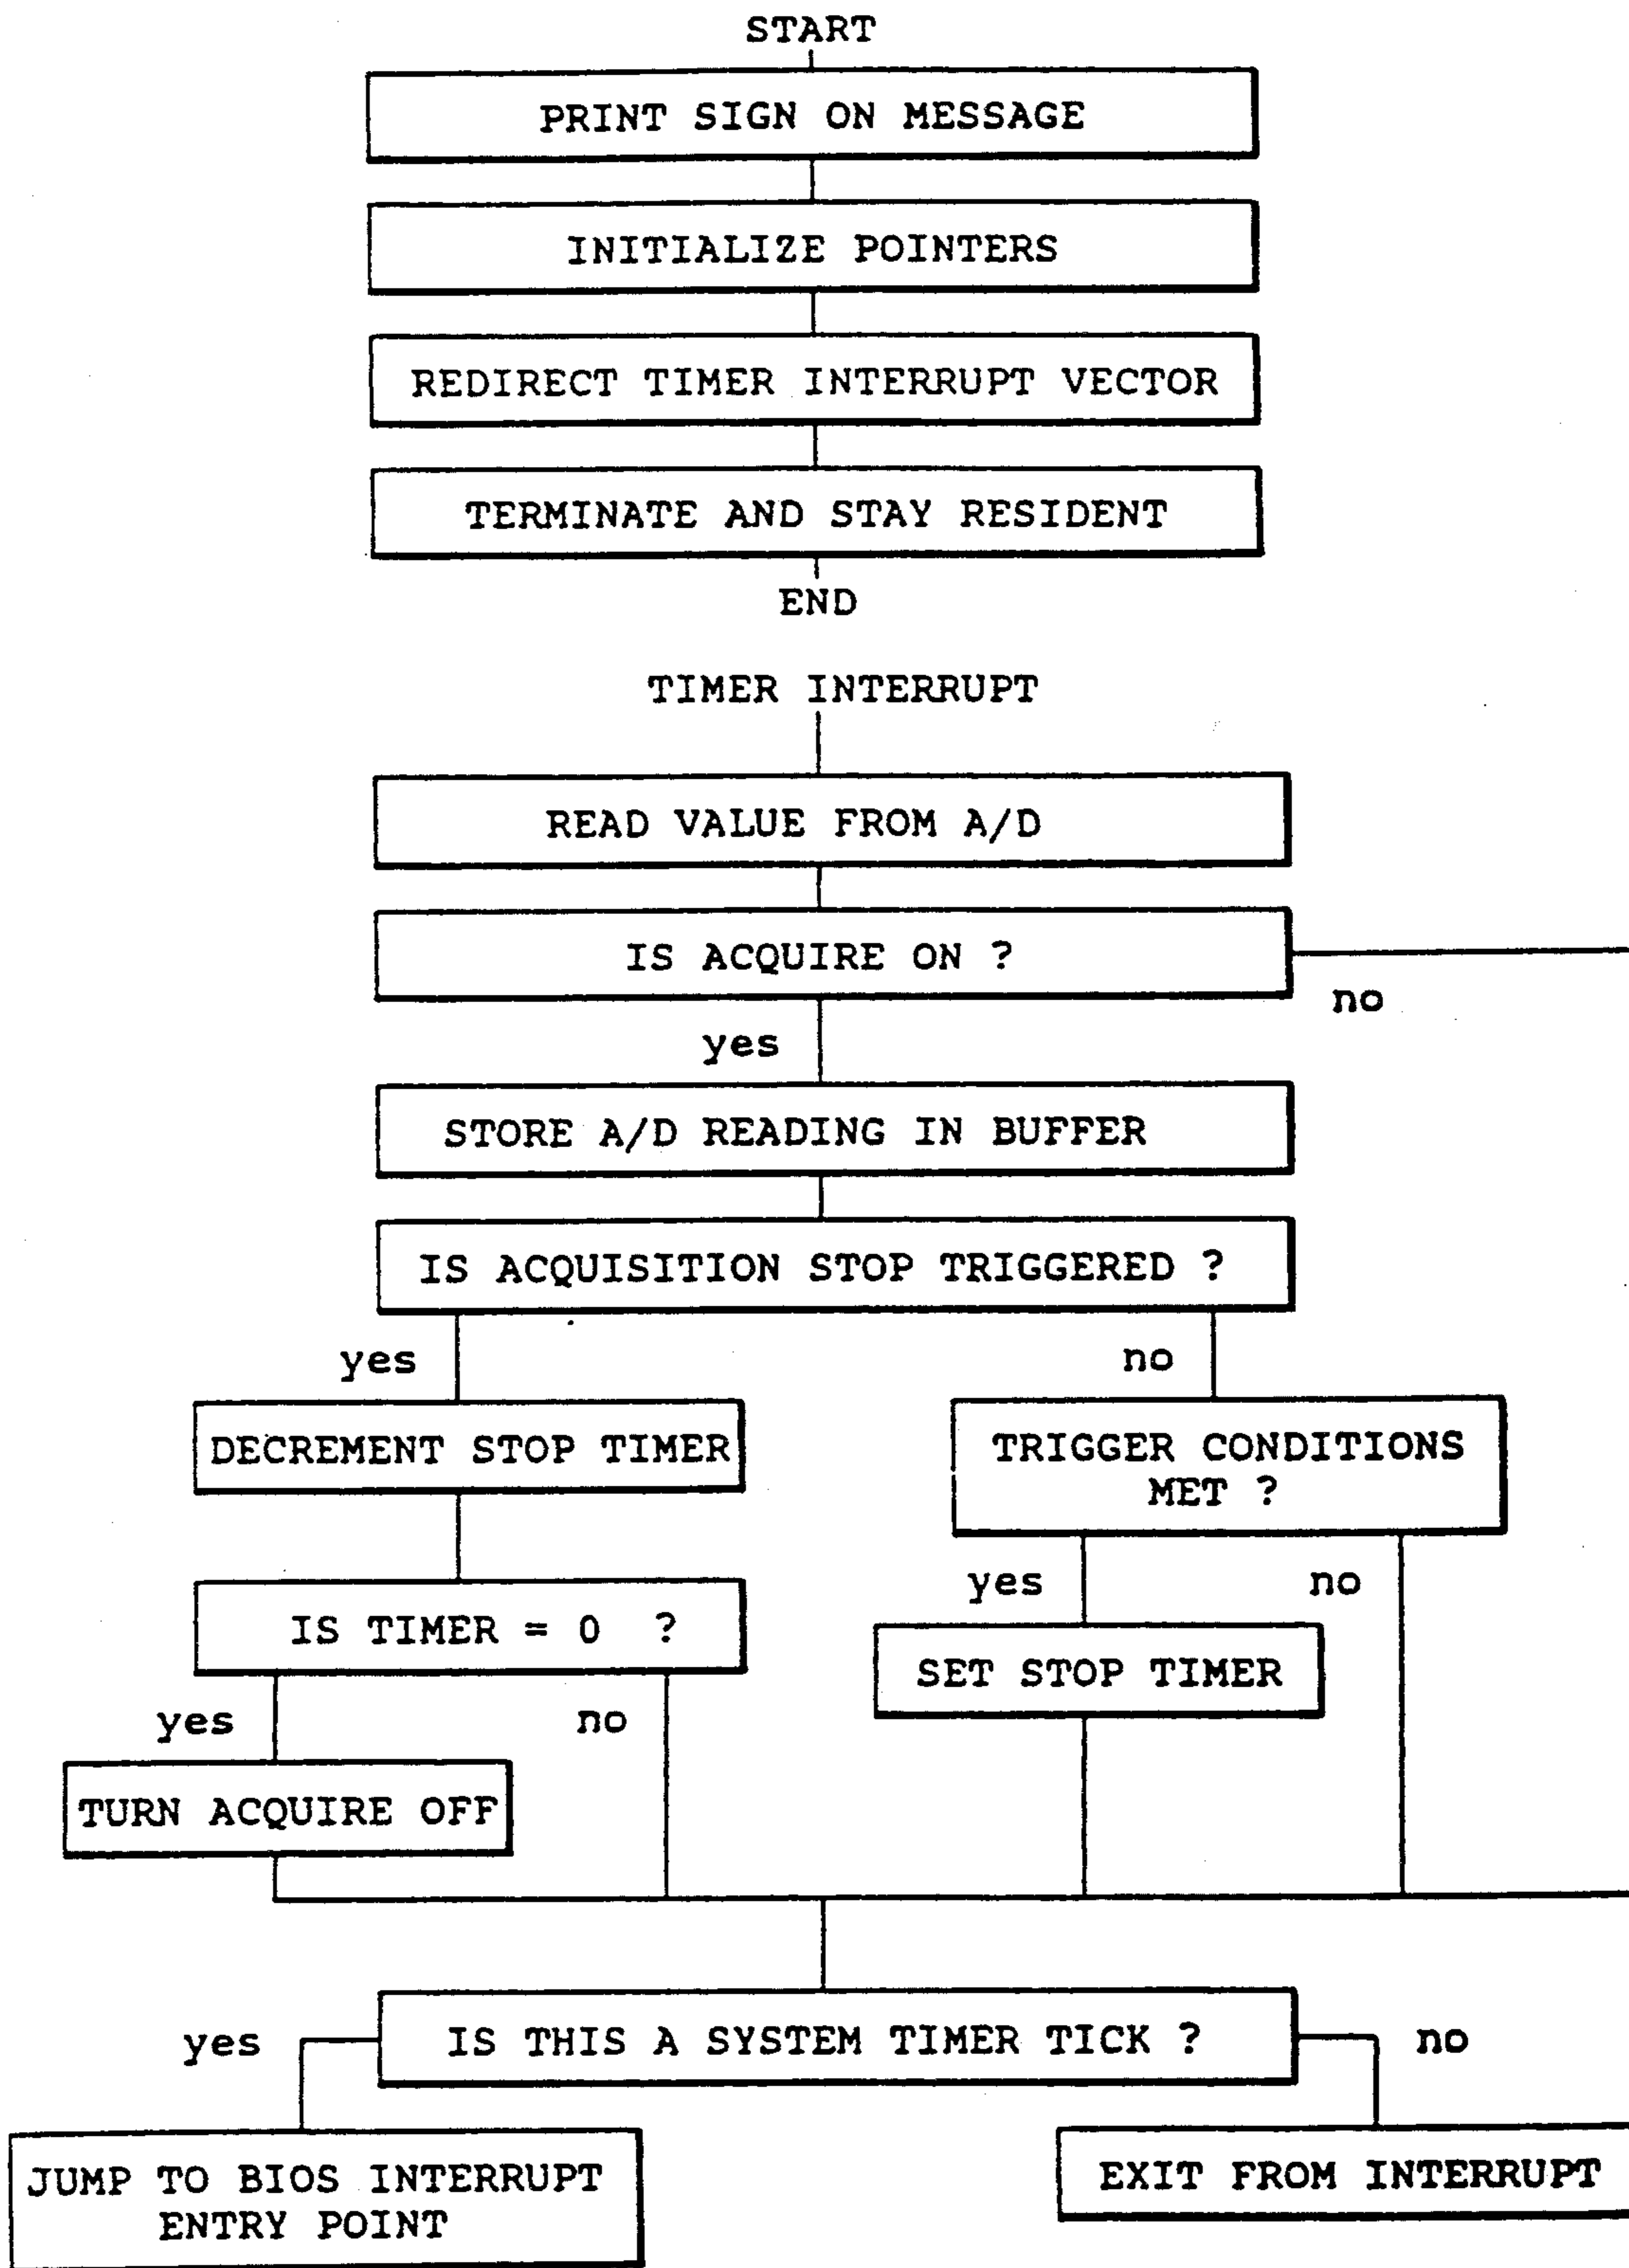 START
PRINT SIGN ON MESSAGE
INITIALIZE POINTERS
REDIRECT TIMER INTERRUPT VECTOR
TERMINATE AND STAY RESIDENT
END
TIMER INTERRUPT
READ VALUE FROM A/D
IS ACQUIRE ON ?
no
yes
STORE A/D READING IN BUFFER
IS ACQUISITION STOP TRIGGERED ?
yes
no
DECREMENT STOP TIMER
TRIGGER CONDITIONS
MET ?
IS TIMER = 0 ?
yes
no
SET STOP TIMER
yes
no
TURN ACQUIRE OFF
IS THIS A SYSTEM TIMER TICK ?
yes
no
JUMP TO BIOS INTERRUPT
ENTRY POINT
EXIT FROM INTERRUPT